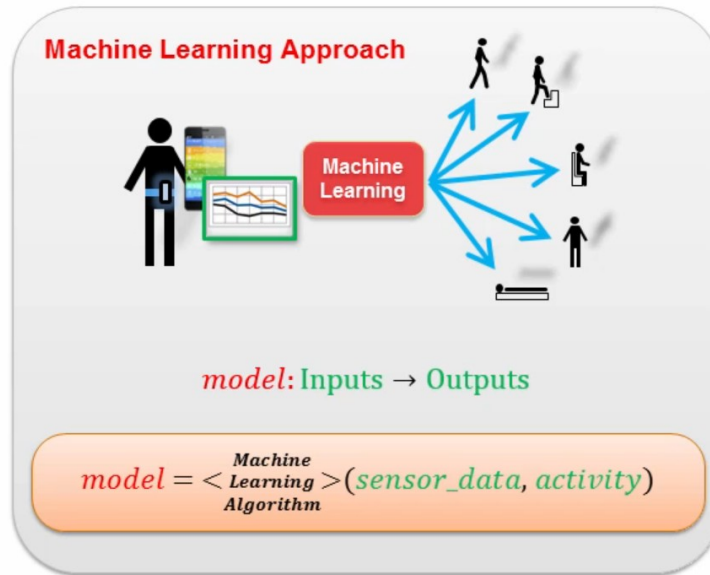 Machine Learning Approach
Machine
Learning
model: Inputs → Outputs
model = < Machine Learning Algorithm >(sensor_data, activity)